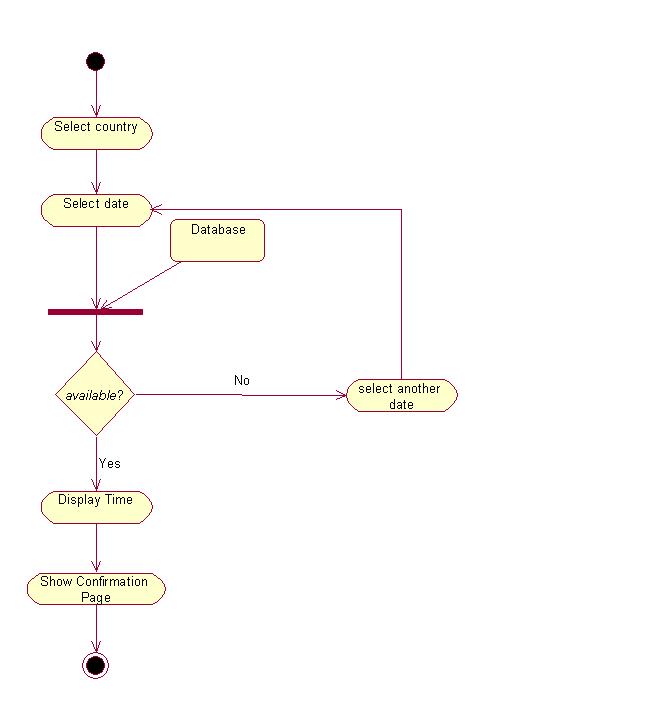 Select country
Select date
Database
available?
No
select another
date
Yes
Display Time
Show Confirmation
Page